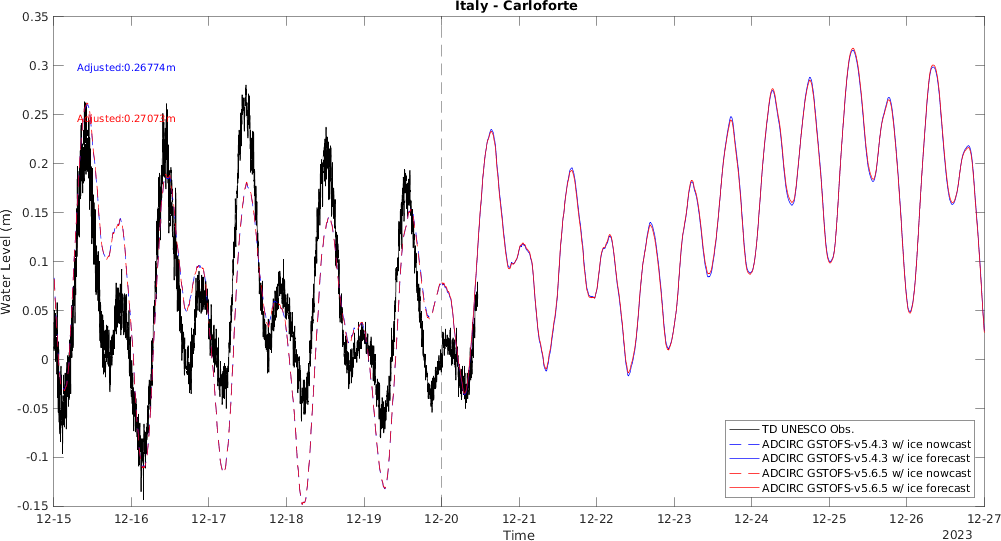 Italy - Carloforte
0.35
0.3
0.25
0.2
0.15
0.1
0.05
0
-0.05
-0.1
-0.15
Water Level (m)
Adjusted:0.26774m
Adjusted:0.27073m
12-15
12-16
12-17
12-18
12-19
12-20
12-21
12-22
12-23
12-24
12-25
12-26
12-27
2023
Time
TD UNESCO Obs.
ADCIRC GSTOFS-v5.4.3 w/ ice nowcast
ADCIRC GSTOFS-v5.4.3 w/ ice forecast
ADCIRC GSTOFS-v5.6.5 w/ ice nowcast
ADCIRC GSTOFS-v5.6.5 w/ ice forecast